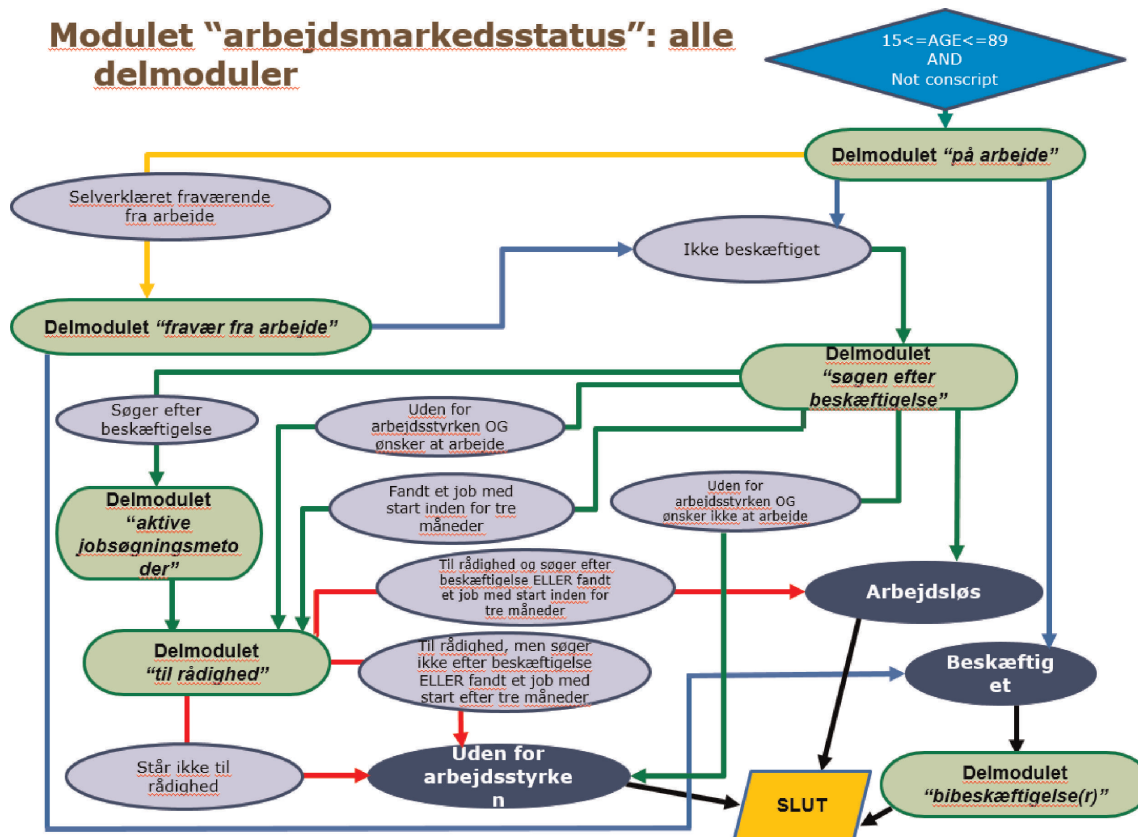 Modulet “arbejdsmarkedsstatus”: alle
delmoduler
15<=AGE<=89
AND
Not conscript
Delmodulet “på arbejde”
Selverklæret fraværende
fra arbejde
Ikke beskæftiget
Delmodulet “fravær fra arbejde”
Delmodulet
“søgen efter
beskæftigelse”
Søger efter
beskæftigelse
Uden for
arbejdsstyrken OG
ønsker at arbejde
Fandt et job med
start inden for tre
måneder
Uden for
arbejdsstyrken OG
ønsker ikke at arbejde
Delmodulet
“aktive
jobsøgningsmeto
der”
Til rådighed og søger efter
beskæftigelse ELLER fandt
et job med start inden for
tre måneder
Arbejdsløs
Delmodulet
“til rådighed”
Til rådighed, men søger
ikke efter beskæftigelse
ELLER fandt et job med
start efter tre måneder
Beskæftig
et
Står ikke til
rådighed
Uden for
arbejdsstyrke
n
SLUT
Delmodulet
“bibeskæftigelse(r)”